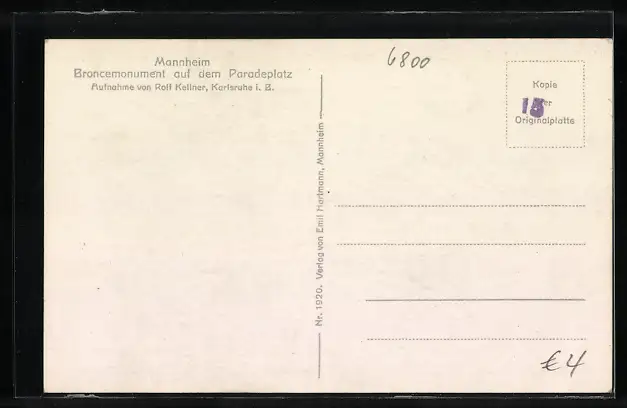 Mannheim
Broncemonument auf dem Paradeplatz
Aufnahme von Rolf Kellner, Karlsruhe i. B.
Nr. 1920. Verlag von Emil Hartmann, Mannheim
6800
Kopie
15
Originalplatte
€4